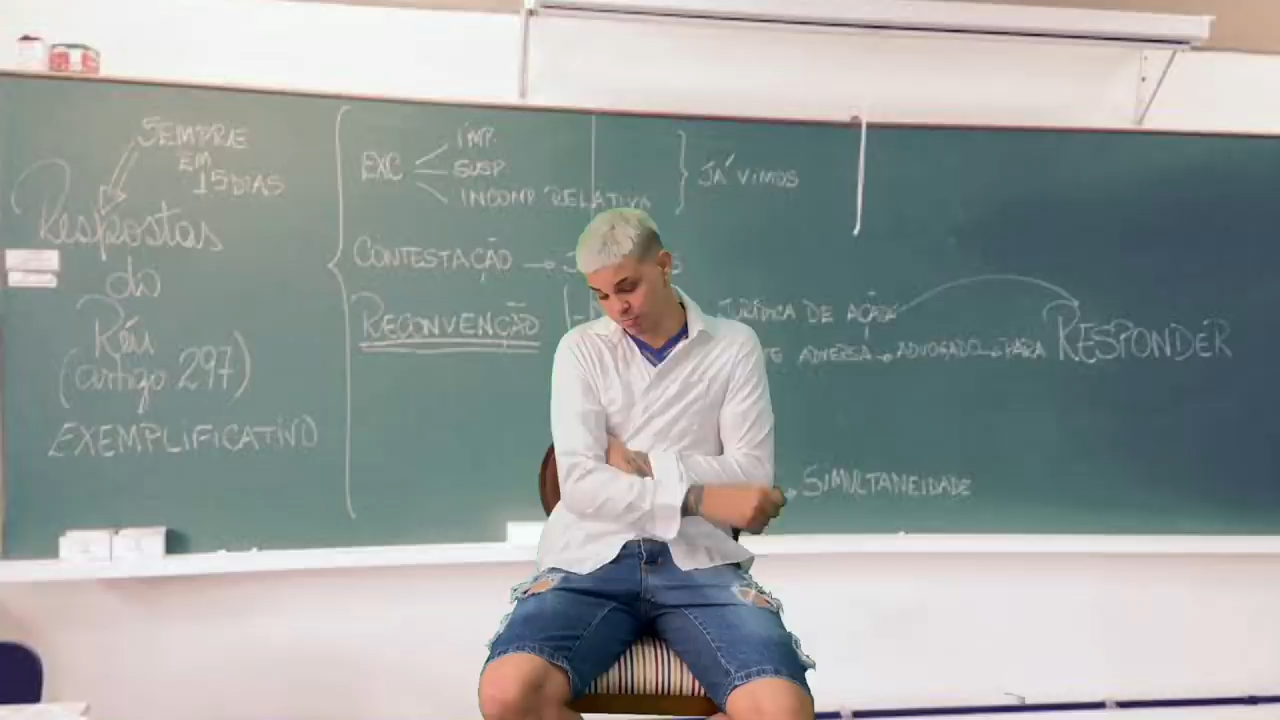 SEMPRE
EM
15 DIAS
Respostas
do
Réu
(artigo 297)
EXEMPLIFICATIVO
EXC
IMP.
SUSP.
INCOMP RELATIVA
JÁ VIMOS
CONTESTAÇÃO →
RECONVENÇÃO
JURÍDICA DE AÇÃO
ADVERSA → ADVOGADO → PARA RESPONDER
→ SIMULTANEIDADE